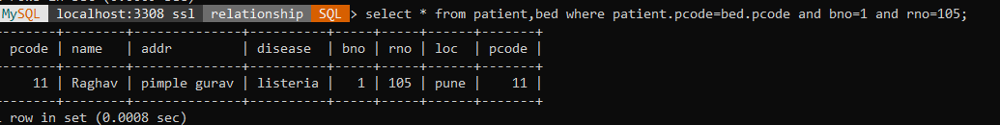 MySQL localhost:3308 ssl relationship SQL > select * from patient,bed where patient.pcode=bed.pcode and bno=1 and rno=105;
-------+--------+--------------+----------+-----+-----+------+-------+
pcode | name | addr | disease | bno | rno | loc | pcode |
-------+--------+--------------+----------+-----+-----+------+-------+
11 | Raghav | pimple gurav | listeria | 1 | 105 | pune | 11 |
-------+--------+--------------+----------+-----+-----+------+-------+
row in set (0.0008 sec)